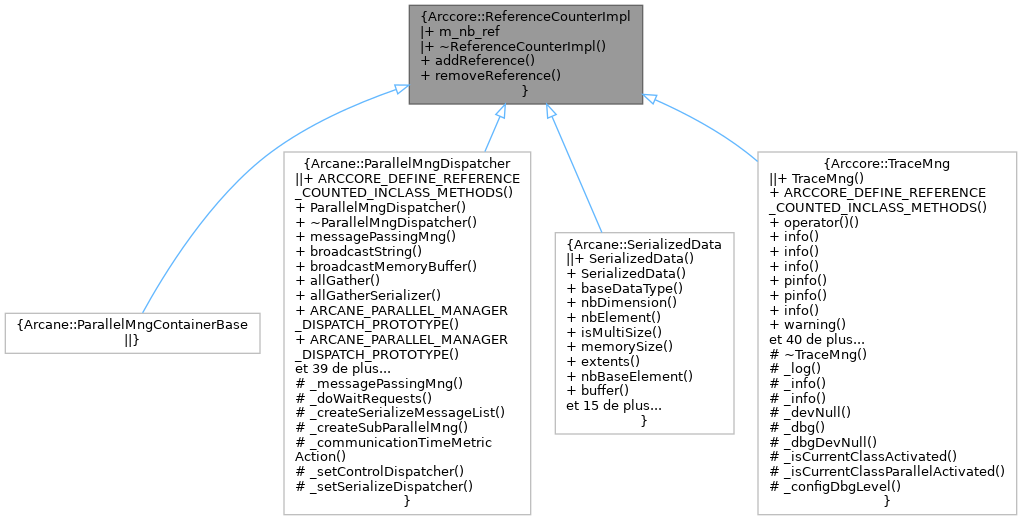 {Arccore::ReferenceCounterImpl
|+ m_nb_ref
|+ ~ReferenceCounterImpl()
+ addReference()
+ removeReference()
}
{Arcane::ParallelMngContainerBase
||}
{Arcane::ParallelMngDispatcher
||+ ARCCORE_DEFINE_REFERENCE
_COUNTED_INCLASS_METHODS()
+ ParallelMngDispatcher()
+ ~ParallelMngDispatcher()
+ messagePassingMng()
+ broadcastString()
+ broadcastMemoryBuffer()
+ allGather()
+ allGatherSerializer()
+ ARCANE_PARALLEL_MANAGER
_DISPATCH_PROTOTYPE()
+ ARCANE_PARALLEL_MANAGER
_DISPATCH_PROTOTYPE()
et 39 de plus...
# _messagePassingMng()
# _doWaitRequests()
# _createSerializeMessageList()
# _createSubParallelMng()
# _communicationTimeMetric
Action()
# _setControlDispatcher()
# _setSerializeDispatcher()
}
{Arcane::SerializedData
||+ SerializedData()
+ SerializedData()
+ baseDataType()
+ nbDimension()
+ nbElement()
+ isMultiSize()
+ memorySize()
+ extents()
+ nbBaseElement()
+ buffer()
et 15 de plus...
}
{Arccore::TraceMng
||+ TraceMng()
+ ARCCORE_DEFINE_REFERENCE
_COUNTED_INCLASS_METHODS()
+ operator()()
+ info()
+ info()
+ info()
+ pinfo()
+ pinfo()
+ info()
+ warning()
et 40 de plus...
# ~TraceMng()
# _log()
# _info()
# _info()
# _devNull()
# _dbg()
# _dbgDevNull()
# _isCurrentClassActivated()
# _isCurrentClassParallelActivated()
# _configDbgLevel()
}